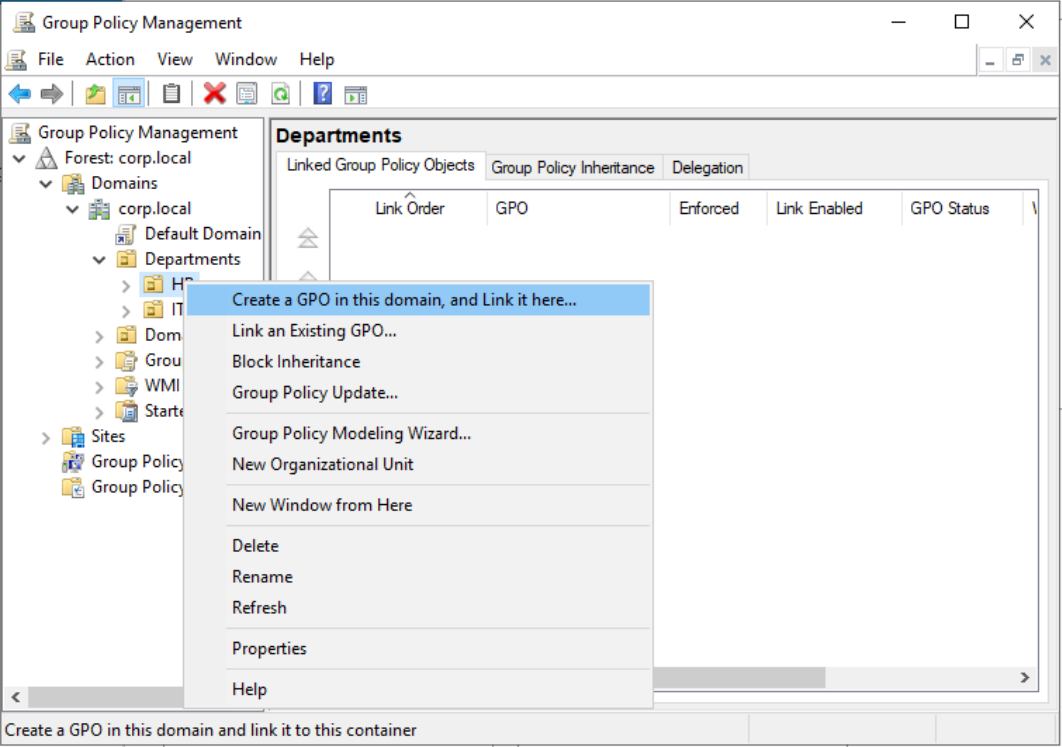 Group Policy Management
File Action View Window Help
Group Policy Management
Forest: corp.local
Domains
corp.local
Default Domain
Departments
IT
Sites
Group Policy
Group Policy
Departments
Linked Group Policy Objects Group Policy Inheritance Delegation
Link Order GPO Enforced Link Enabled GPO Status
Create a GPO in this domain, and Link it here...
Link an Existing GPO...
Block Inheritance
Group Policy Update...
Group Policy Modeling Wizard...
New Organizational Unit
New Window from Here
Delete
Rename
Refresh
Properties
Help
WMI
Create a GPO in this domain and link it to this container